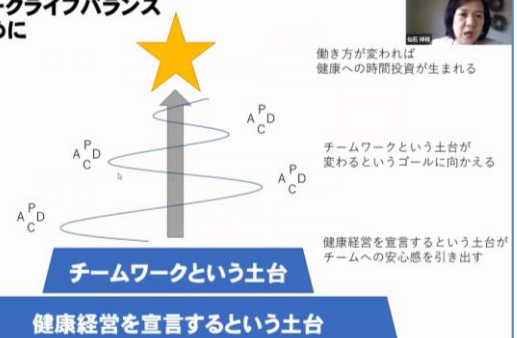 ークライフバランス
めに
働き方が変われば
健康への時間投資が生まれる
P
A D
C
P
A D
C
チームワークという土台が
変わるというゴールに向かえる
P
A D
C
P
A D
C
健康経営を宣言するという土台が
チームへの安心感を引き出す
チームワークという土台
健康経営を宣言するという土台